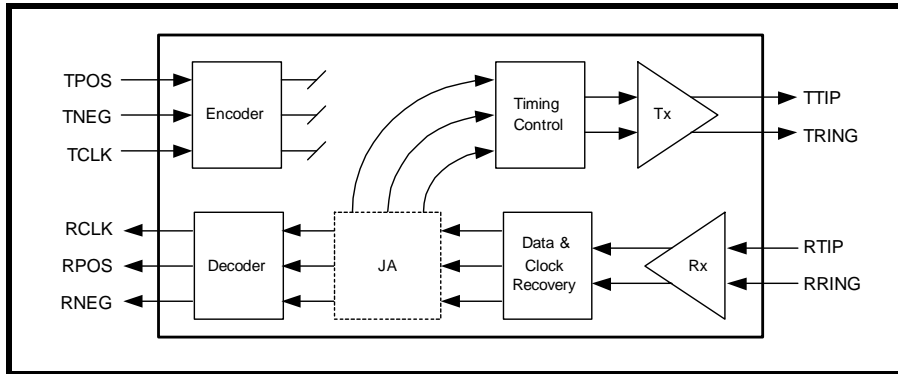 TPOS
TNEG
TCLK
Encoder
Timing
Control
Tx
TTIP
TRING
RCLK
RPOS
RNEG
Decoder
JA
Data &
Clock
Recovery
Rx
RTIP
RRING